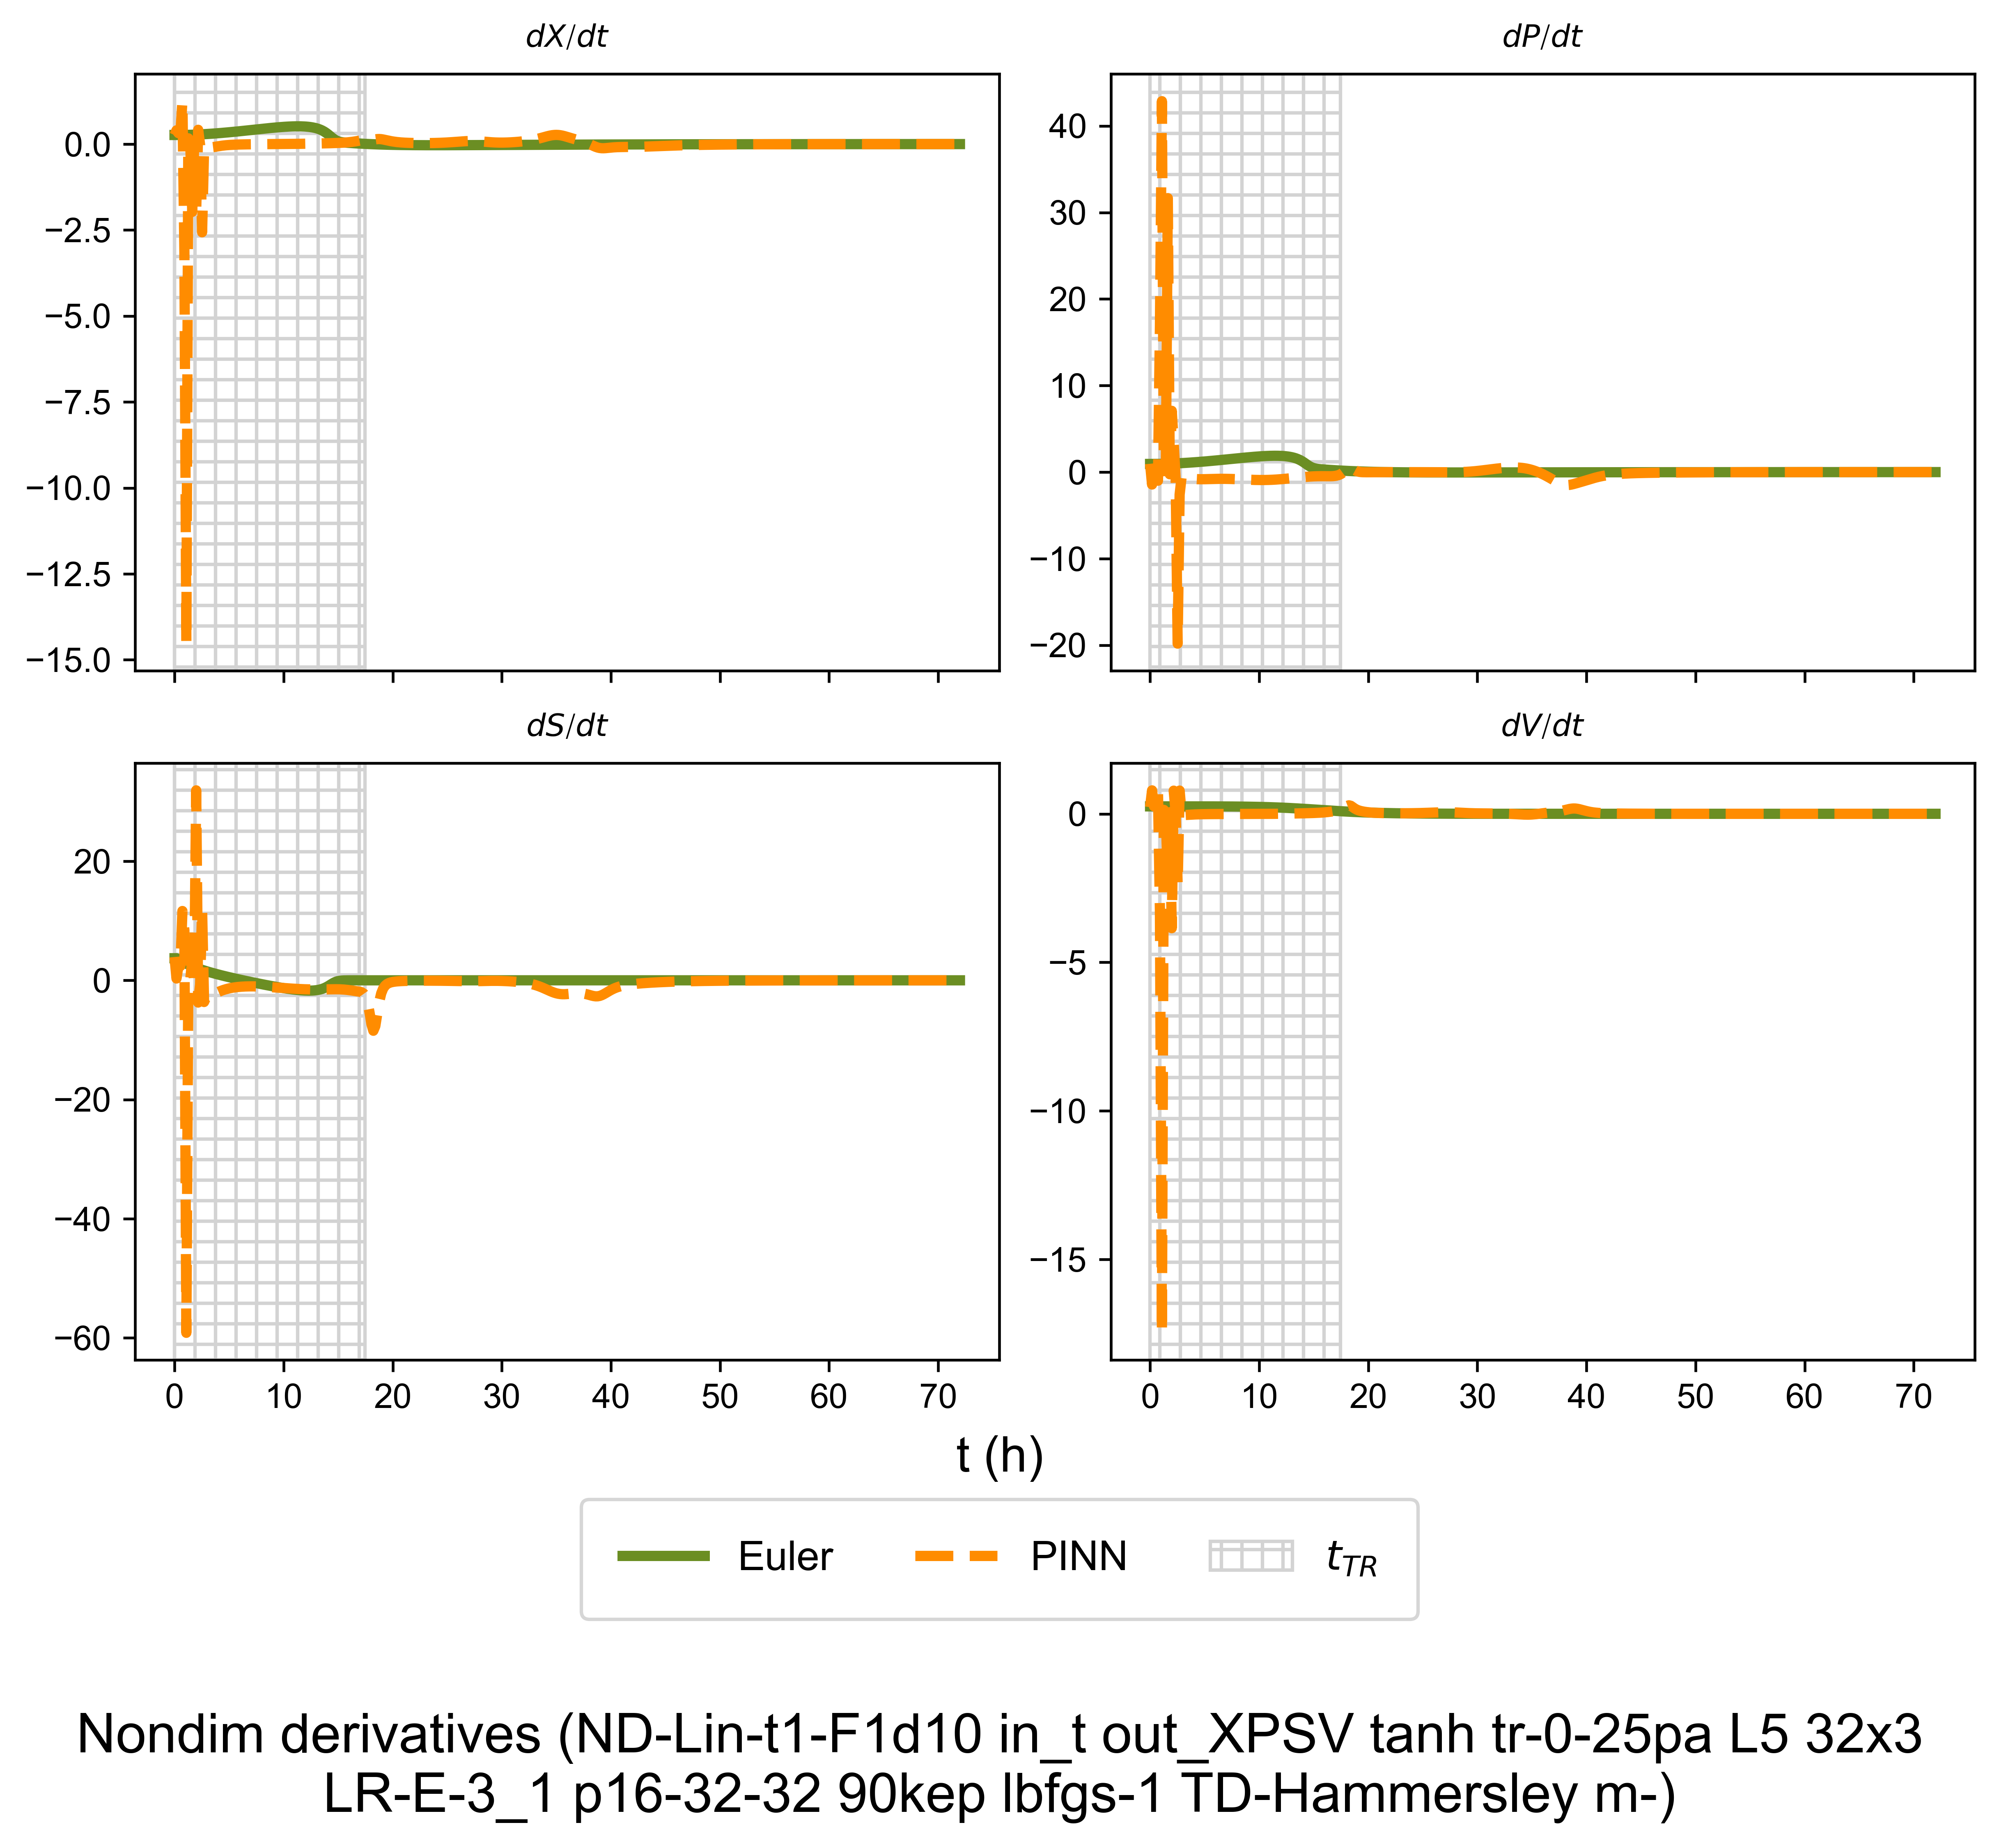 dX/dt
dP/dt
0.0
−2.5
−5.0
−7.5
−10.0
−12.5
−15.0
40
30
20
10
0
−10
−20
dS/dt
dV/dt
20
0
−20
−40
−60
0
−5
−10
−15
0 10 20 30 40 50 60 70
0 10 20 30 40 50 60 70
t (h)
Euler PINN t_TR
Nondim derivatives (ND-Lin-t1-F1d10 in_t out_XPSV tanh tr-0-25pa L5 32x3
LR-E-3_1 p16-32-32 90kep lbfgs-1 TD-Hammersley m-)